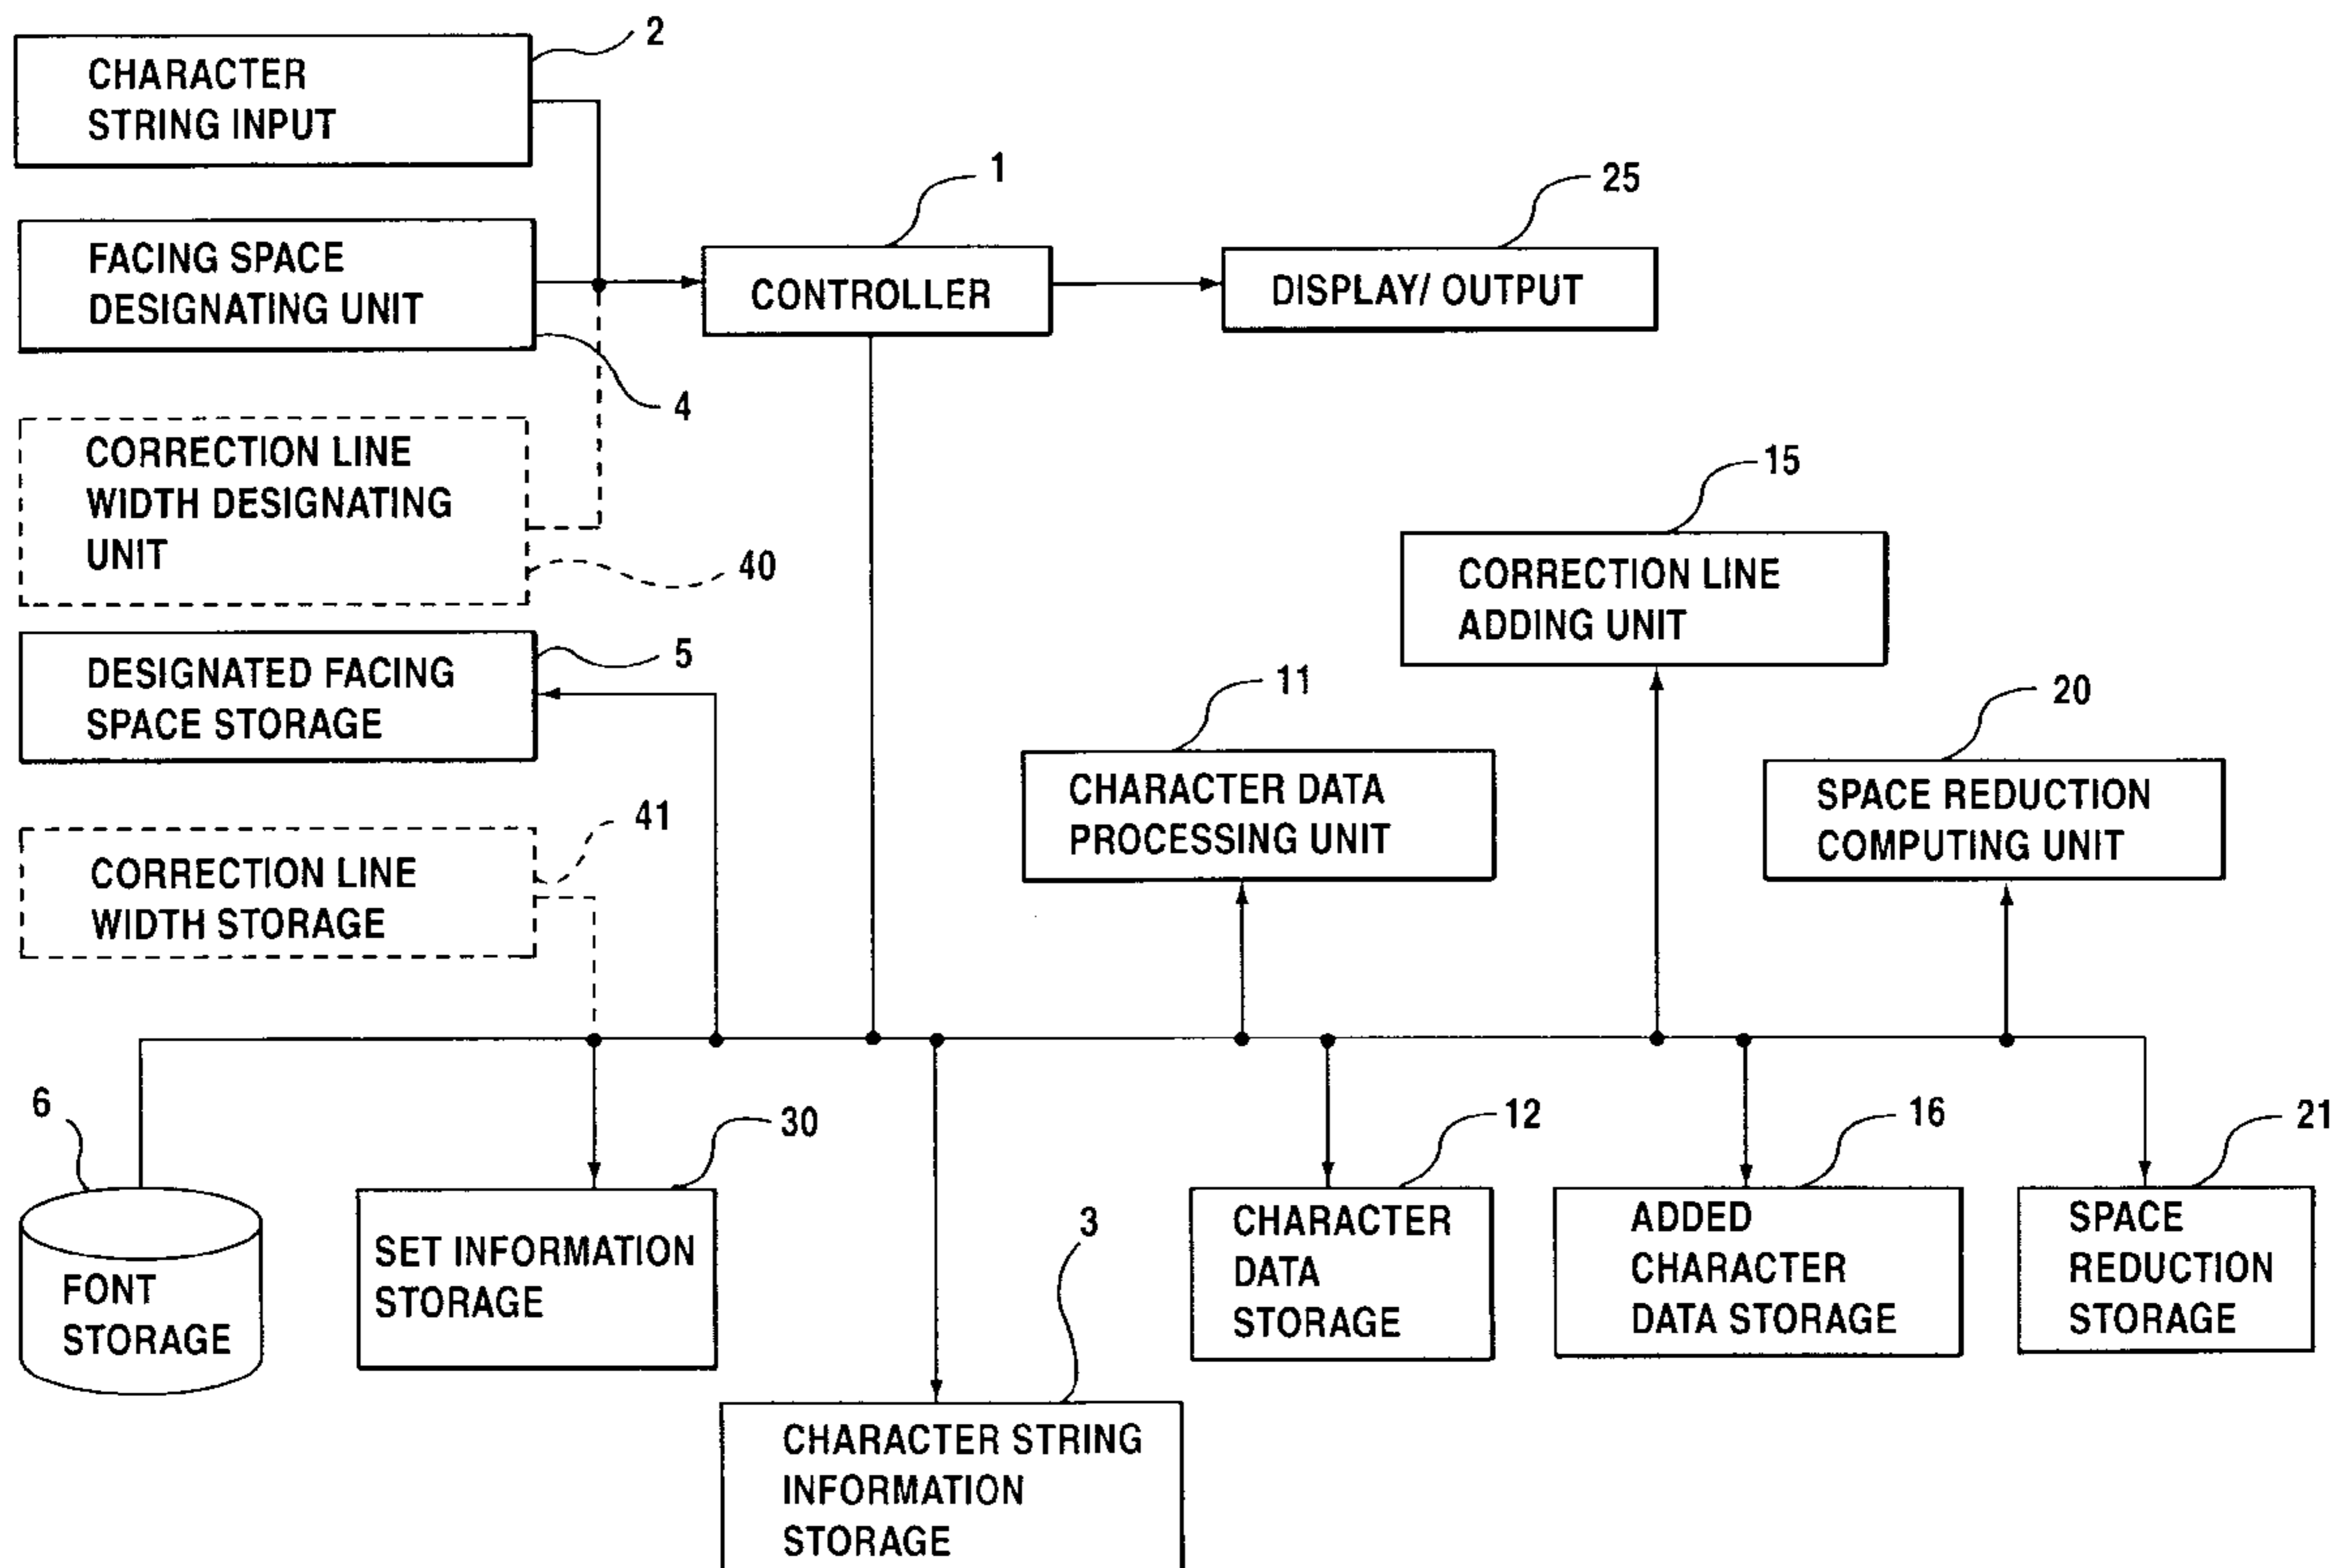 2
CHARACTER
STRING INPUT
1
25
FACING SPACE
DESIGNATING UNIT
CONTROLLER
DISPLAY/ OUTPUT
4
CORRECTION LINE
WIDTH DESIGNATING
UNIT
40
15
CORRECTION LINE
ADDING UNIT
5
DESIGNATED FACING
SPACE STORAGE
11
20
CHARACTER DATA
PROCESSING UNIT
SPACE REDUCTION
COMPUTING UNIT
41
CORRECTION LINE
WIDTH STORAGE
6
30
12
16
21
FONT
STORAGE
SET INFORMATION
STORAGE
3
CHARACTER STRING
INFORMATION
STORAGE
CHARACTER
DATA
STORAGE
ADDED
CHARACTER
DATA STORAGE
SPACE
REDUCTION
STORAGE